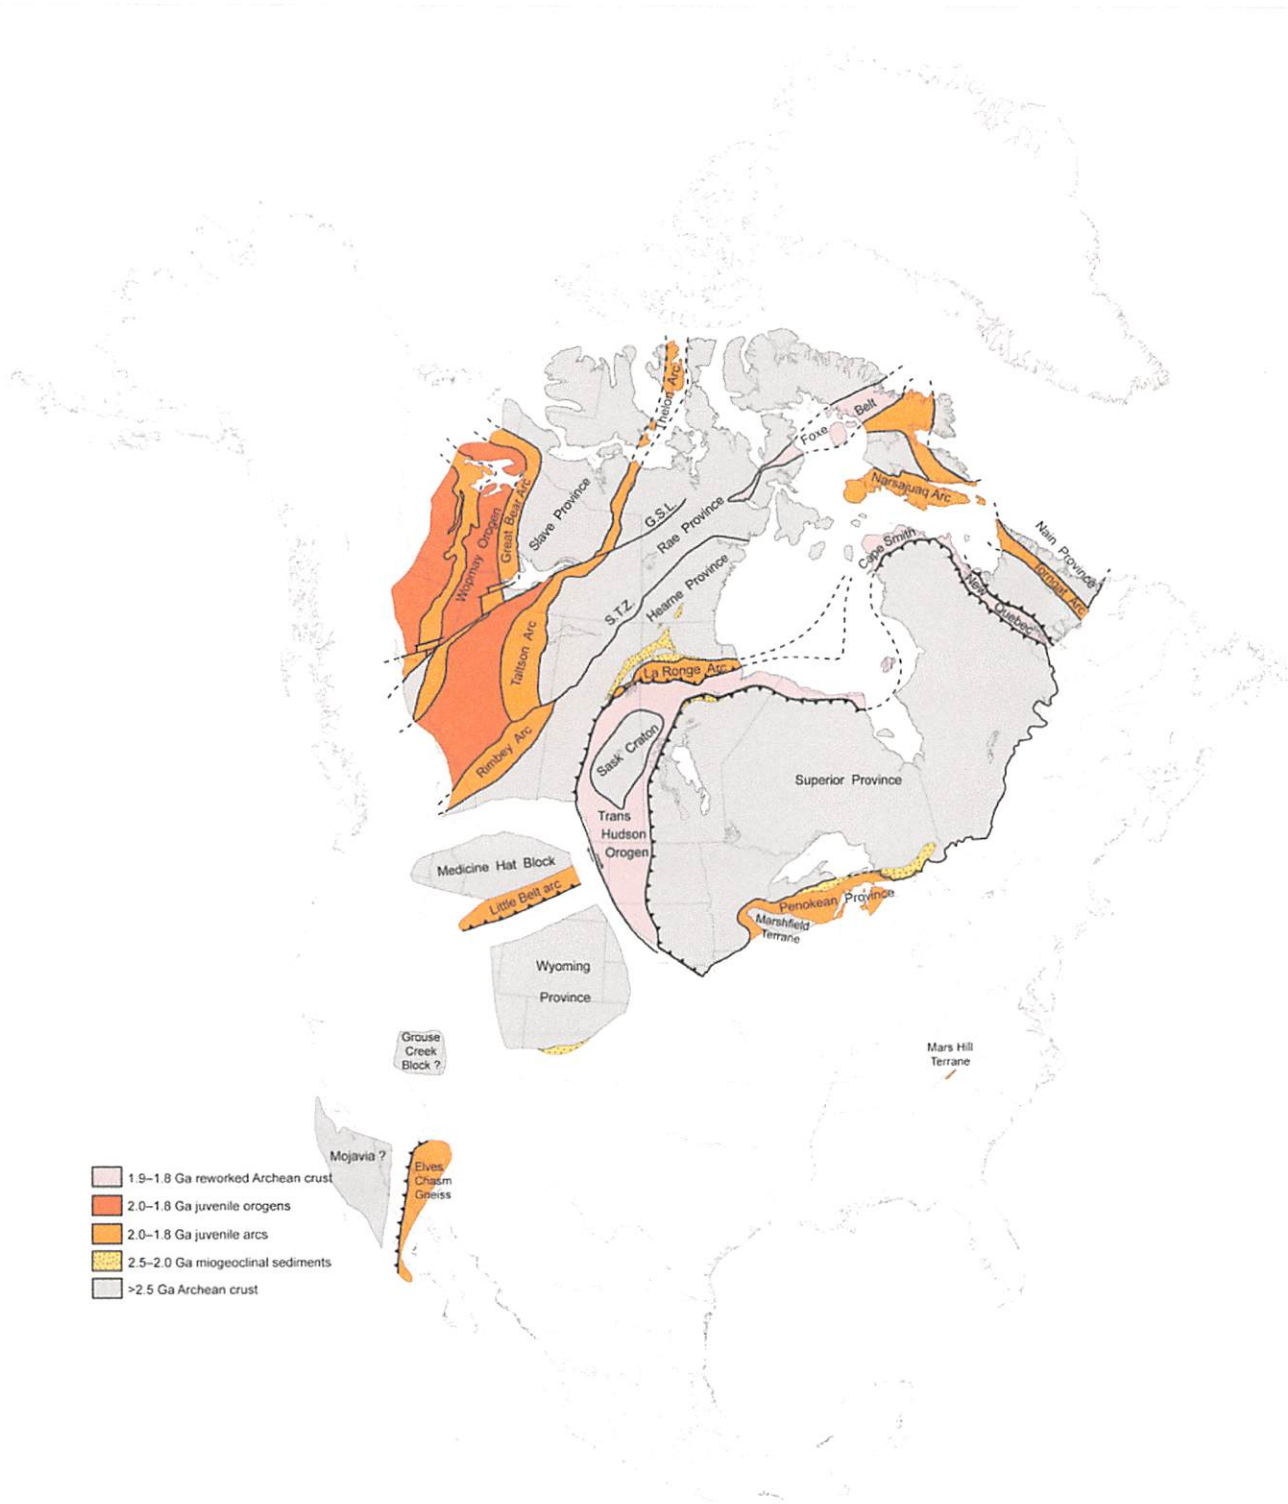 Thelon Arc
Foxe Belt
Narsajuaq Arc
Great Bear Arc
Slave Province
Wopmay Orogen
G.S.L.
Rae Province
Nain Province
Cape Smith
Torngat Arc
New Quebec
Hearne Province
S.T.Z.
Taltson Arc
La Ronge Arc
Rimbey Arc
Sask Craton
Superior Province
Trans
Hudson
Orogen
Medicine Hat Block
Little Belt arc
Penokean Province
Marshfield
Terrane
Wyoming
Province
Grouse
Creek
Block ?
Mars Hill
Terrane
Mojavia ?
Elves
Chasm
Gneiss
1.9–1.8 Ga reworked Archean crust
2.0–1.8 Ga juvenile orogens
2.0–1.8 Ga juvenile arcs
2.5–2.0 Ga miogeoclinal sediments
>2.5 Ga Archean crust